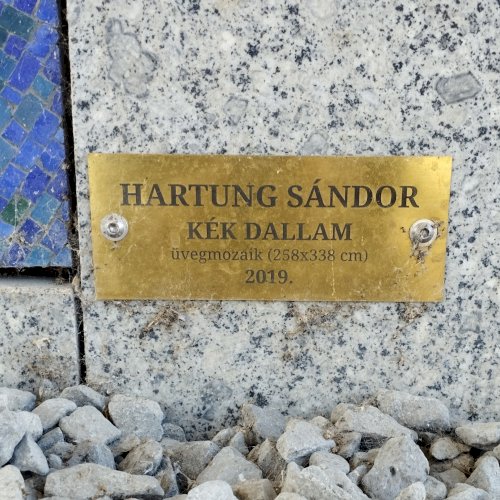 HARTUNG SÁNDOR
KÉK DALLAM
üvegmozaik (258x338 cm)
2019.